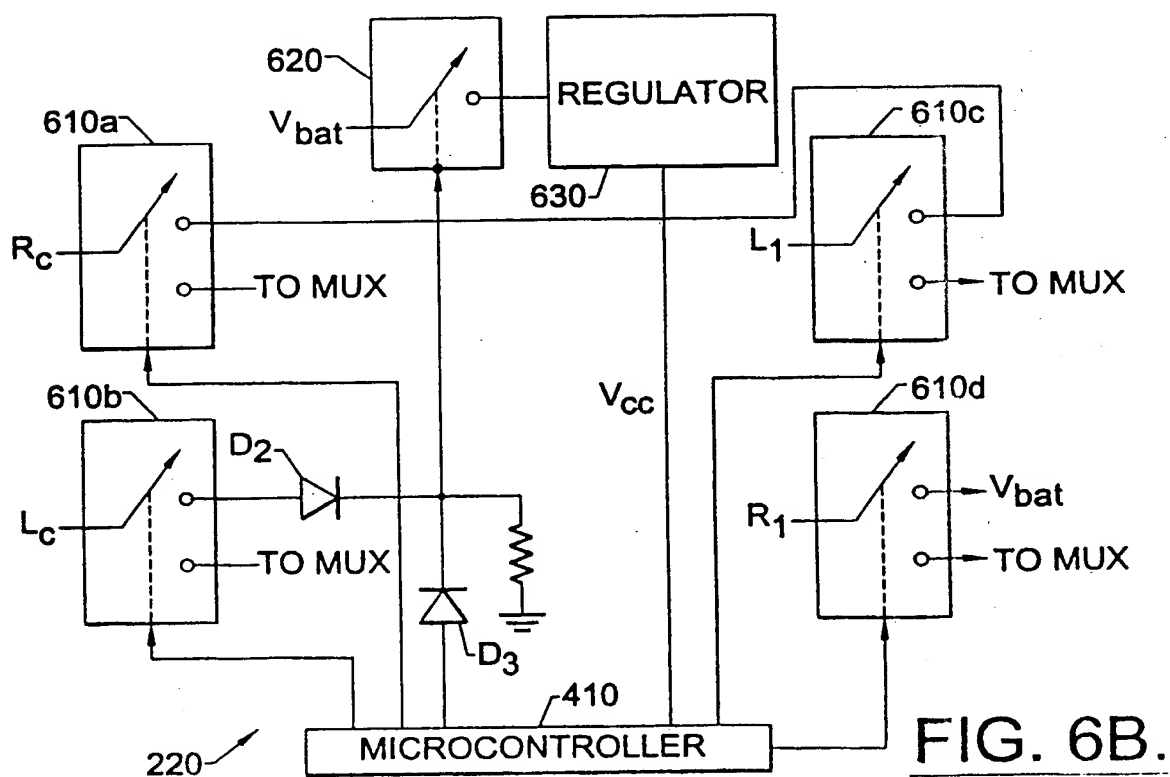 620
REGULATOR
V_bat
610a
610c
630
R_C
L_1
TO MUX
TO MUX
V_CC
610b
610d
D_2
V_bat
L_C
R_1
TO MUX
TO MUX
D_3
410
MICROCONTROLLER
220
FIG. 6B.